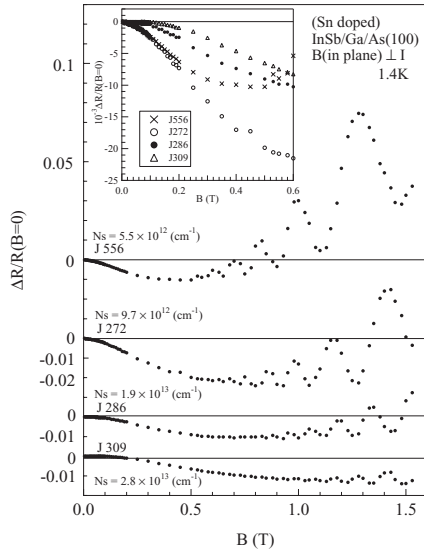 (Sn doped)
InSb/Ga/As(100)
B(in plane) ⊥ I
1.4K
0
-5
-10
-15
-20
-25
10⁻³ΔR/R(B=0)
× J556
○ J272
● J286
△ J309
0.0 0.2 0.4 0.6
B (T)
0.1
0.05
0
0
-0.01
-0.02
0
-0.01
0
-0.01
ΔR/R(B=0)
Ns = 5.5 × 10¹² (cm⁻¹)
J 556
Ns = 9.7 × 10¹² (cm⁻¹)
J 272
Ns = 1.9 × 10¹³ (cm⁻¹)
J 286
J 309
Ns = 2.8 × 10¹³ (cm⁻¹)
0.0 0.5 1.0 1.5
B (T)